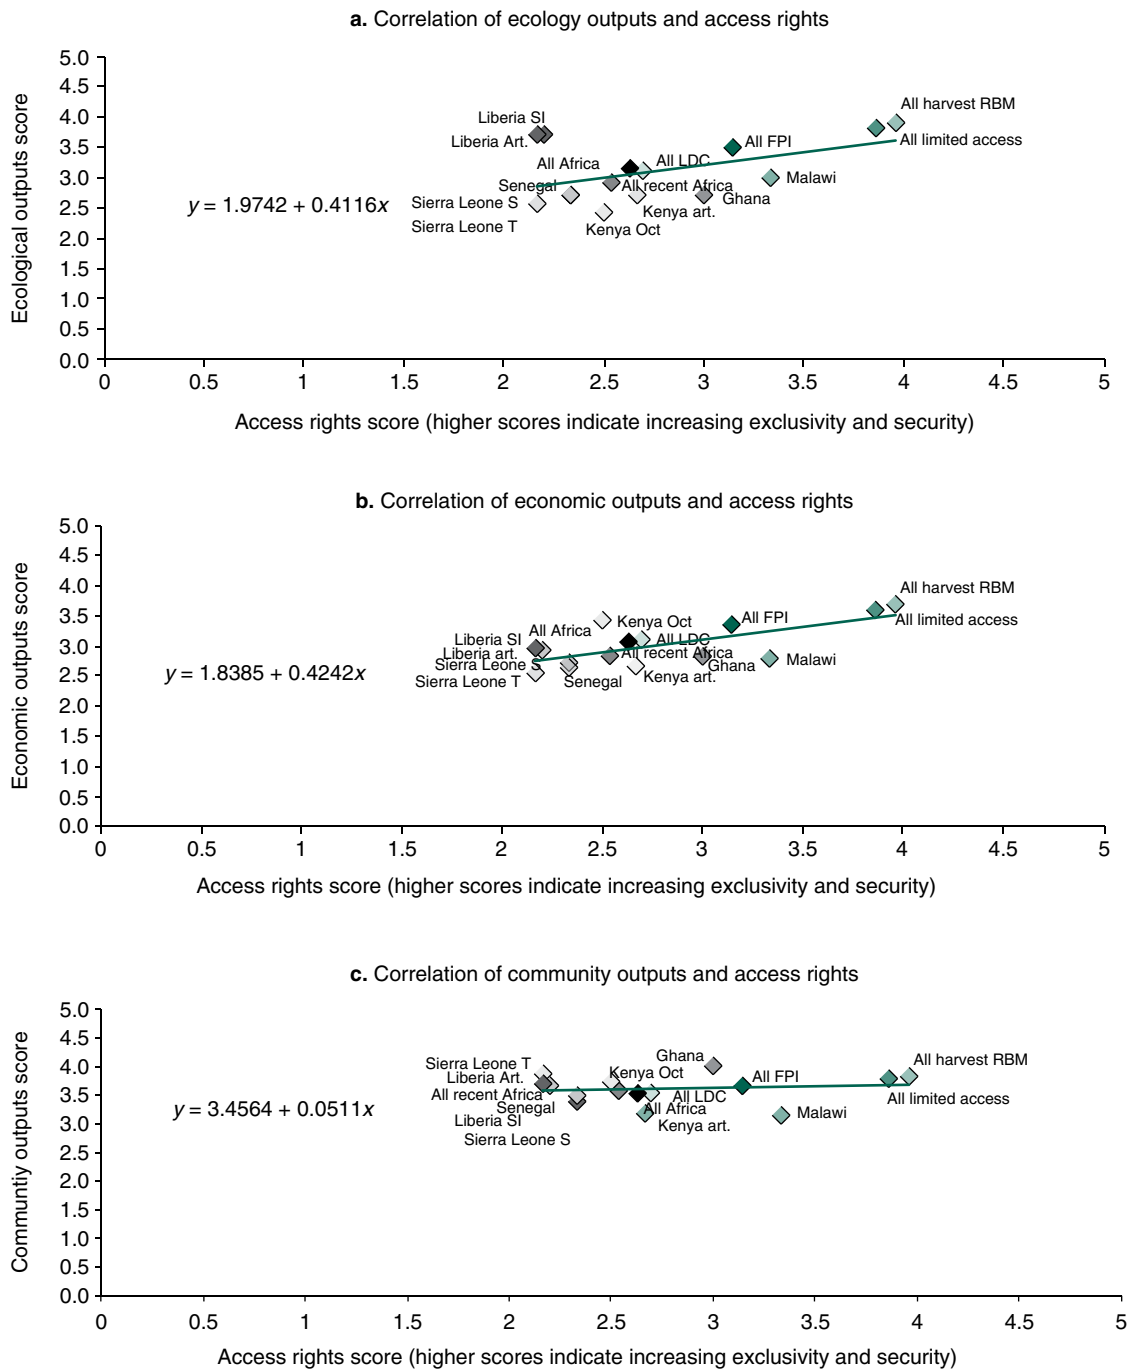 a. Correlation of ecology outputs and access rights
Ecological outputs score
5.0
4.5
4.0
3.5
3.0
2.5
2.0
1.5
1.0
0.5
0.0
All harvest RBM
Liberia SI
Liberia Art.
All FPI
All limited access
All Africa
All LDC
Malawi
Senegal
All recent Africa
Ghana
Sierra Leone S
Kenya art.
y = 1.9742 + 0.4116x
Sierra Leone T
Kenya Oct
0 0.5 1 1.5 2 2.5 3 3.5 4 4.5 5
Access rights score (higher scores indicate increasing exclusivity and security)
b. Correlation of economic outputs and access rights
Economic outputs score
5.0
4.5
4.0
3.5
3.0
2.5
2.0
1.5
1.0
0.5
0.0
All harvest RBM
Kenya Oct
All FPI
All limited access
All Africa
Liberia SI
All LDC
Liberia art.
All recent Africa
Malawi
Sierra Leone S
Ghana
y = 1.8385 + 0.4242x
Sierra Leone T
Senegal
Kenya art.
0 0.5 1 1.5 2 2.5 3 3.5 4 4.5 5
Access rights score (higher scores indicate increasing exclusivity and security)
c. Correlation of community outputs and access rights
Communtiy outputs score
5.0
4.5
4.0
3.5
3.0
2.5
2.0
1.5
1.0
0.5
0.0
Ghana
All harvest RBM
Sierra Leone T
Kenya Oct
Liberia Art.
All FPI
All recent Africa
All LDC
All limited access
Senegal
All Africa
Malawi
y = 3.4564 + 0.0511x
Liberia SI
Kenya art.
Sierra Leone S
0 0.5 1 1.5 2 2.5 3 3.5 4 4.5 5
Access rights score (higher scores indicate increasing exclusivity and security)